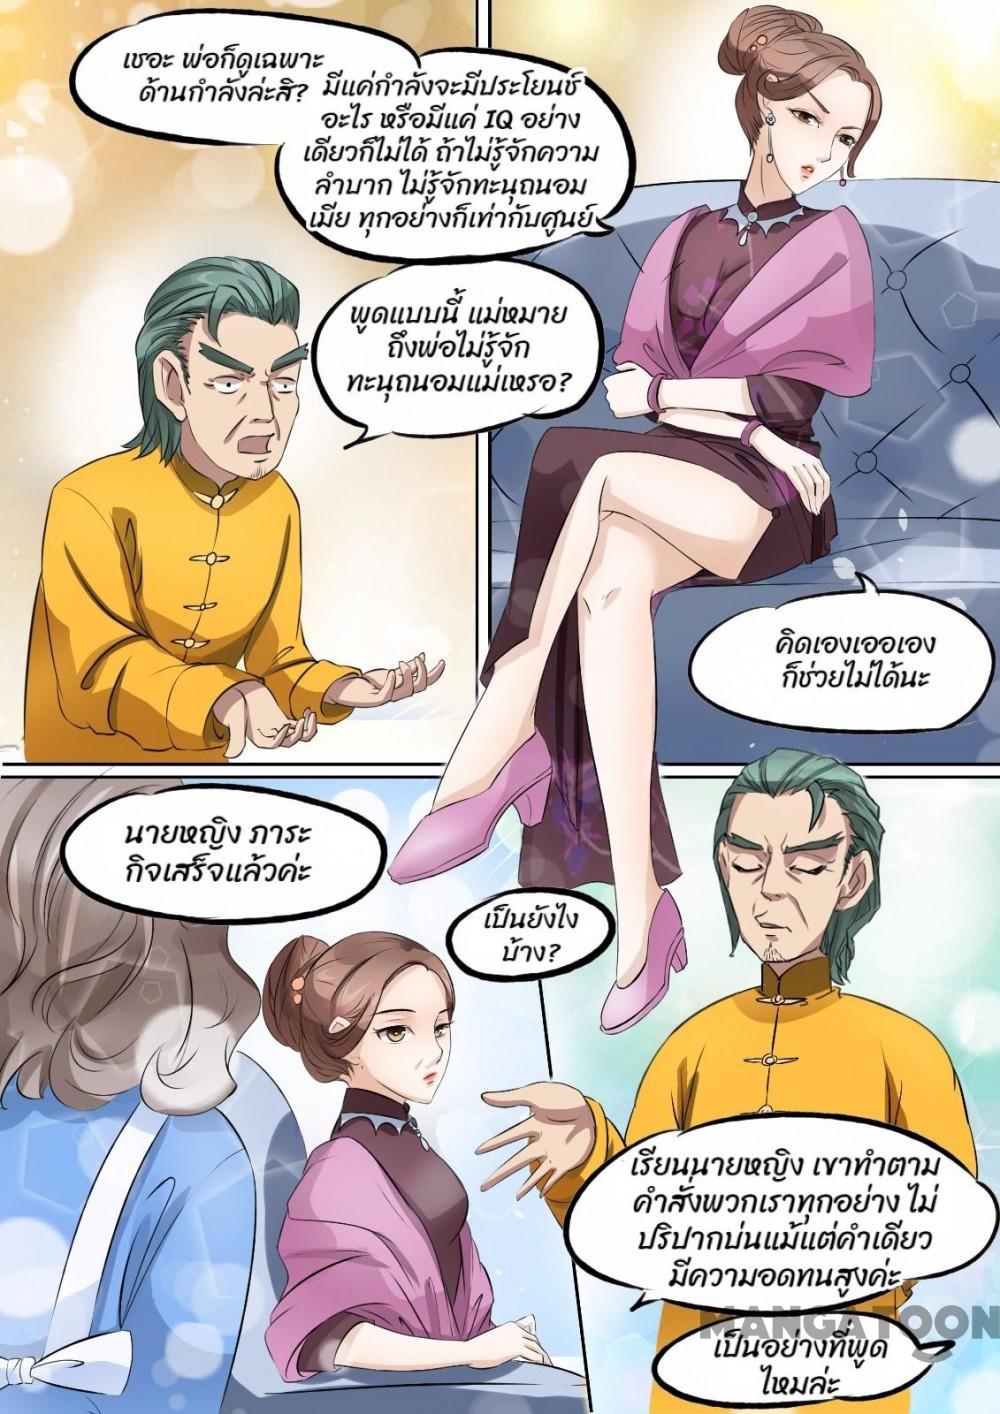 เชอะ พ่อก็ดูเฉพาะ
ด้านกำลังล่ะสิ?
มีแค่กำลังจะมีประโยนช์
อะไร หรือมีแค่ IQ อย่าง
เดียวก็ไม่ได้ ถ้าไม่รู้จักความ
ลำบาก ไม่รู้จักทะนุถนอม
เมีย ทุกอย่างก็เท่ากับศูนย์
พูดแบบนี้ แม่หมาย
ถึงพ่อไม่รู้จัก
ทะนุถนอมแม่เหรอ?
คิดเองเออเอง
ก็ช่วยไม่ได้นะ
นายหญิง ภาระ
กิจเสร็จแล้วค่ะ
เป็นยังไง
บ้าง?
เรียนนายหญิง เขาทำตาม
คำสั่งพวกเราทุกอย่าง ไม่
ปริปากบ่นแม้แต่คำเดียว
มีความอดทนสูงค่ะ
MANGATOON
เป็นอย่างที่พูด
ไหมล่ะ